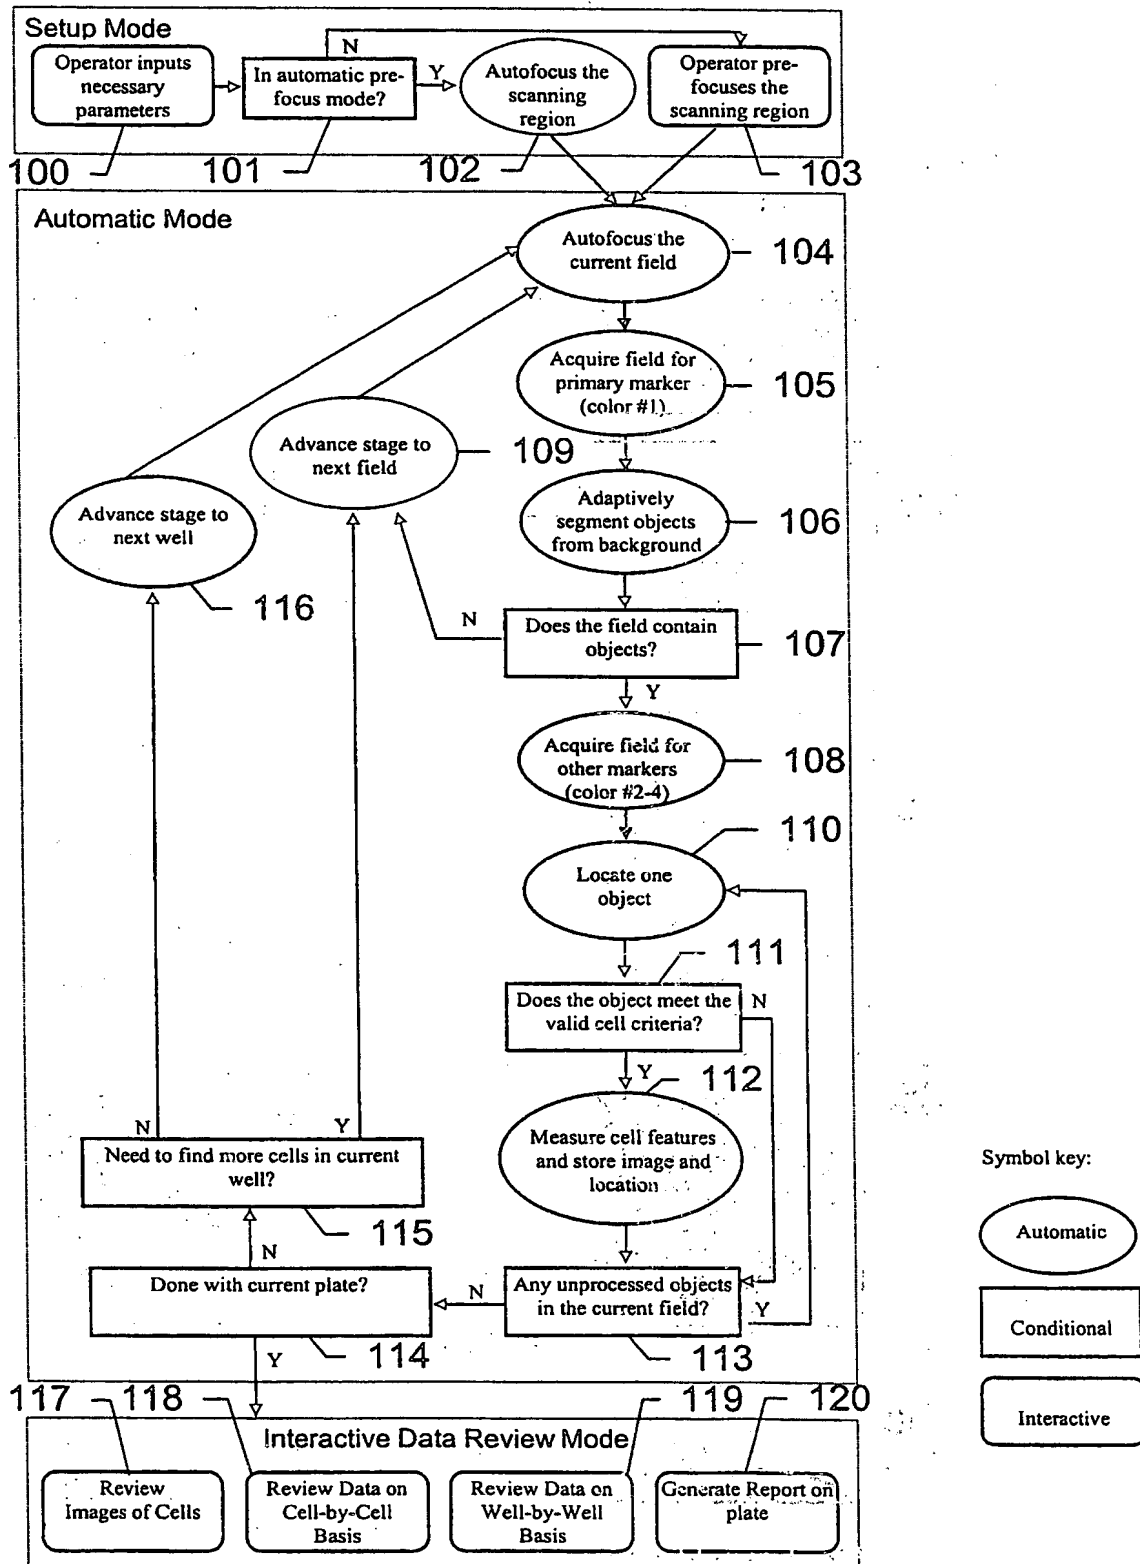 Setup Mode
N
Operator inputs
necessary
parameters
In automatic pre-
focus mode?
Y
Autofocus the
scanning
region
Operator pre-
focuses the
scanning region
100
101
102
103
Automatic Mode
Autofocus the
current field
104
Acquire field for
primary marker
(color #1)
105
Advance stage to
next field
109
Advance stage to
next well
116
Adaptively
segment objects
from background
106
N
Does the field contain
objects?
107
Y
Acquire field for
other markers
(color #2-4)
108
110
Locate one
object
111
Does the object meet the
valid cell criteria?
N
Y
112
Measure cell features
and store image and
location
N
Y
Need to find more cells in current
well?
115
N
Done with current plate?
N
Any unprocessed objects
in the current field?
Y
114
Y
113
Symbol key:
Automatic
Conditional
Interactive
117
118
119
120
Interactive Data Review Mode
Review
Images of Cells
Review Data on
Cell-by-Cell
Basis
Review Data on
Well-by-Well
Basis
Generate Report on
plate